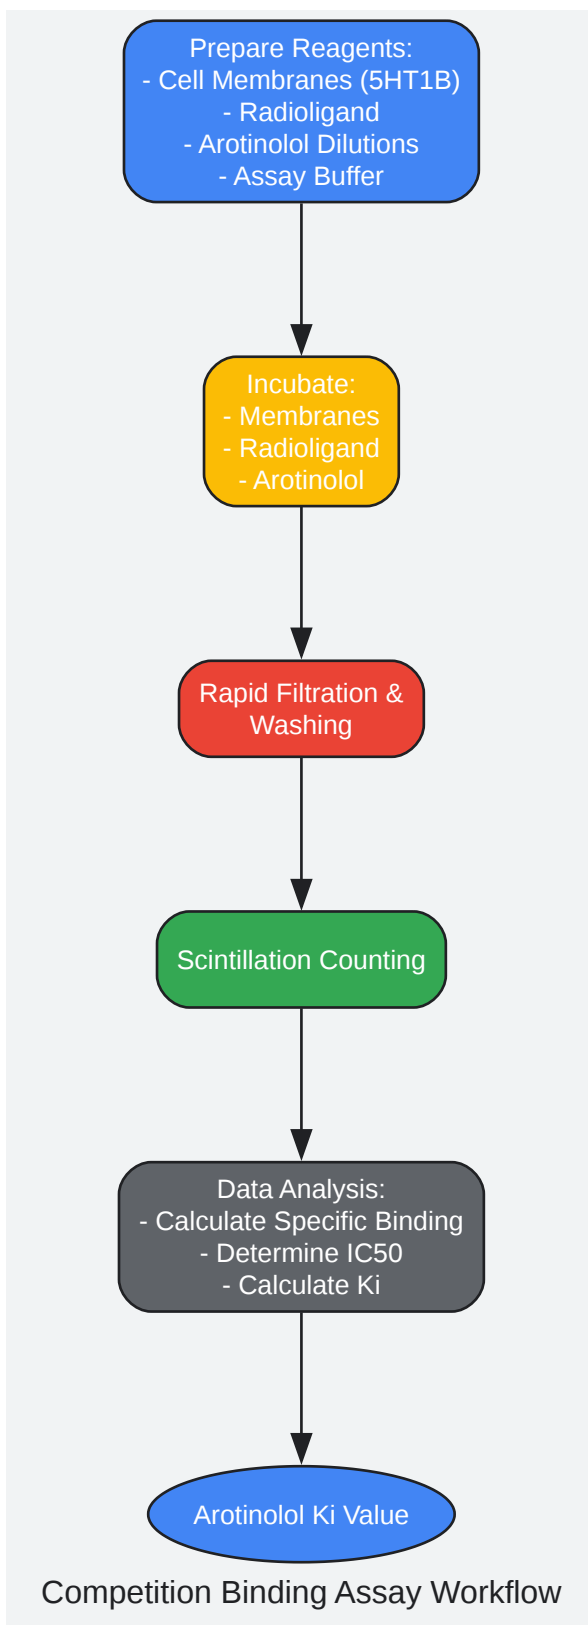 Prepare Reagents:
- Cell Membranes (5HT1B)
- Radioligand
- Arotinolol Dilutions
- Assay Buffer
Incubate:
- Membranes
- Radioligand
- Arotinolol
Rapid Filtration &
Washing
Scintillation Counting
Data Analysis:
- Calculate Specific Binding
- Determine IC50
- Calculate Ki
Arotinolol Ki Value
Competition Binding Assay Workflow